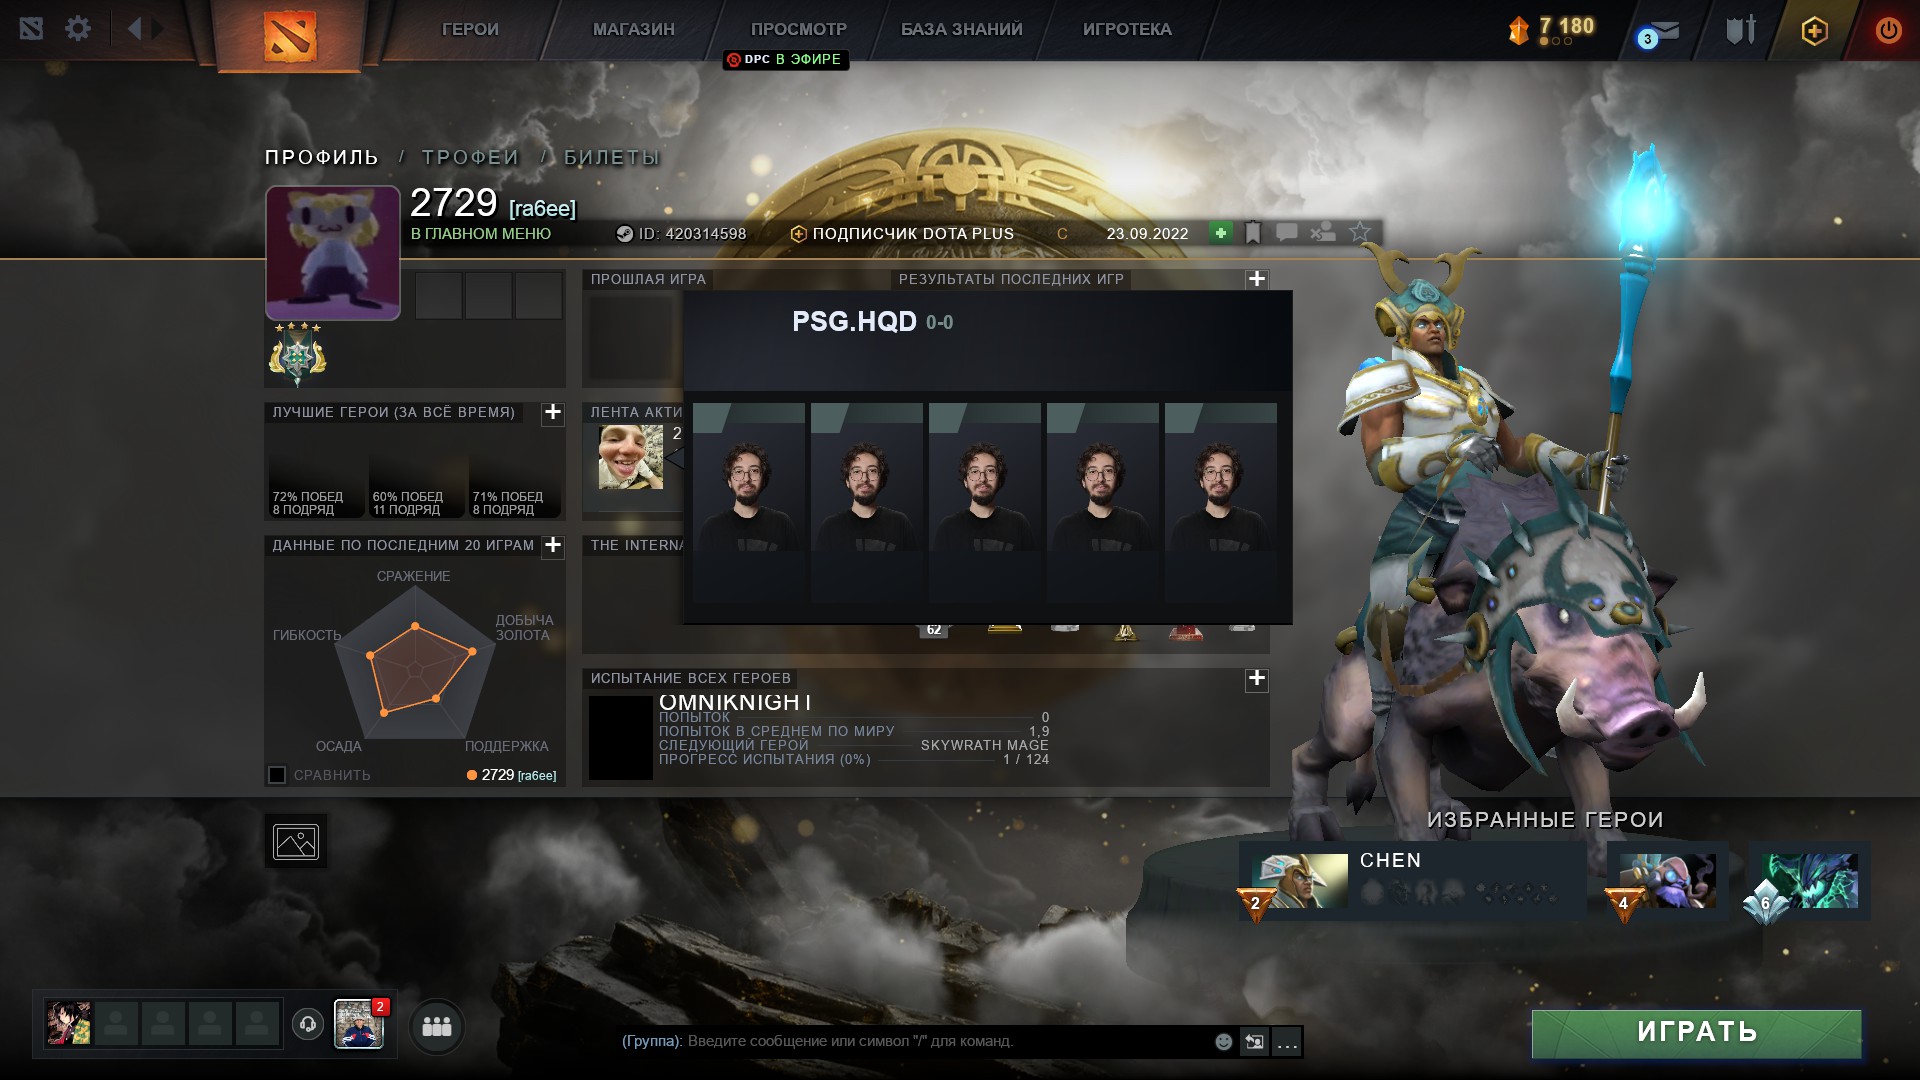 ГЕРОИ
МАГАЗИН
ПРОСМОТР
БАЗА ЗНАНИЙ
ИГРОТЕКА
7 180
3
DPC В ЭФИРЕ
ПРОФИЛЬ / ТРОФЕИ / БИЛЕТЫ
2729 [ra6ee]
В ГЛАВНОМ МЕНЮ
ID: 420314598
ПОДПИСЧИК DOTA PLUS
С 23.09.2022
ПРОШЛАЯ ИГРА
РЕЗУЛЬТАТЫ ПОСЛЕДНИХ ИГР
PSG.HQD 0-0
ЛУЧШИЕ ГЕРОИ (ЗА ВСЁ ВРЕМЯ)
72% ПОБЕД
8 ПОДРЯД
60% ПОБЕД
11 ПОДРЯД
71% ПОБЕД
8 ПОДРЯД
ЛЕНТА АКТИ
2
ДАННЫЕ ПО ПОСЛЕДНИМ 20 ИГРАМ
СРАЖЕНИЕ
ДОБЫЧА
ЗОЛОТА
ГИБКОСТЬ
ОСАДА
ПОДДЕРЖКА
СРАВНИТЬ
2729 [ra6ee]
THE INTERNA
62
ИСПЫТАНИЕ ВСЕХ ГЕРОЕВ
OMNIKNIGHT
ПОПЫТОК 0
ПОПЫТОК В СРЕДНЕМ ПО МИРУ 1,9
СЛЕДУЮЩИЙ ГЕРОЙ SKYWRATH MAGE
ПРОГРЕСС ИСПЫТАНИЯ (0%) 1 / 124
ИЗБРАННЫЕ ГЕРОИ
CHEN
2
4
6
2
(Группа): Введите сообщение или символ "/" для команд.
...
ИГРАТЬ